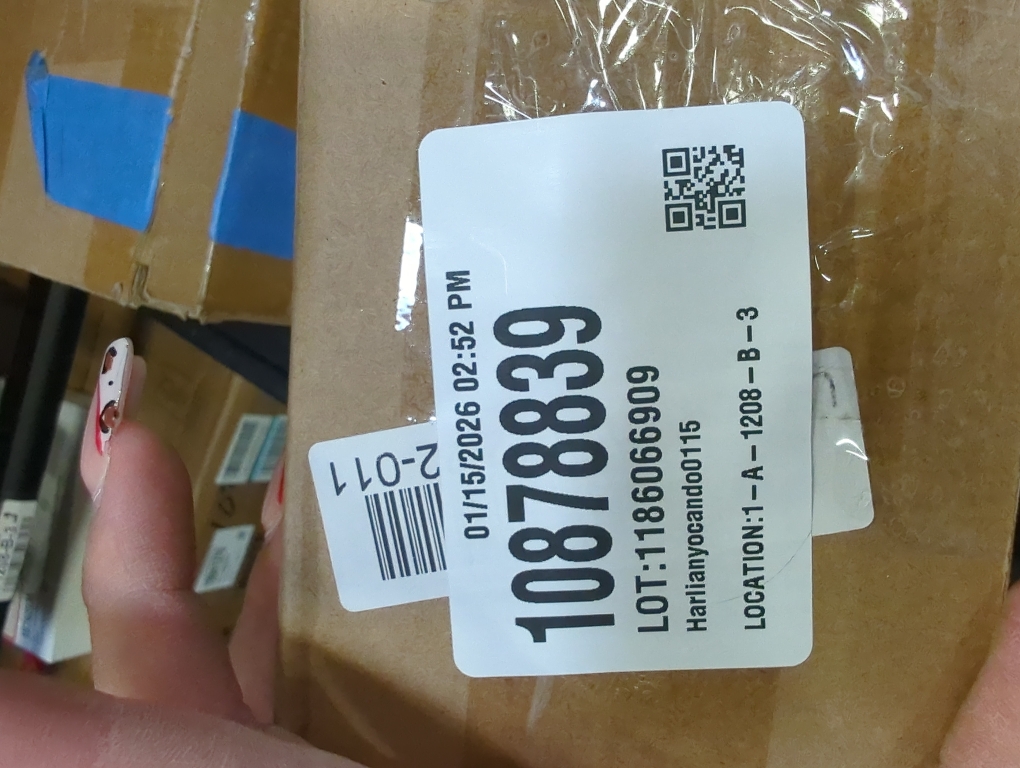 01/15/2026 02:52 PM
10878839
LOT:1186066909
Harlianyocando0115
LOCATION:1-A-1208-B-3
2-011